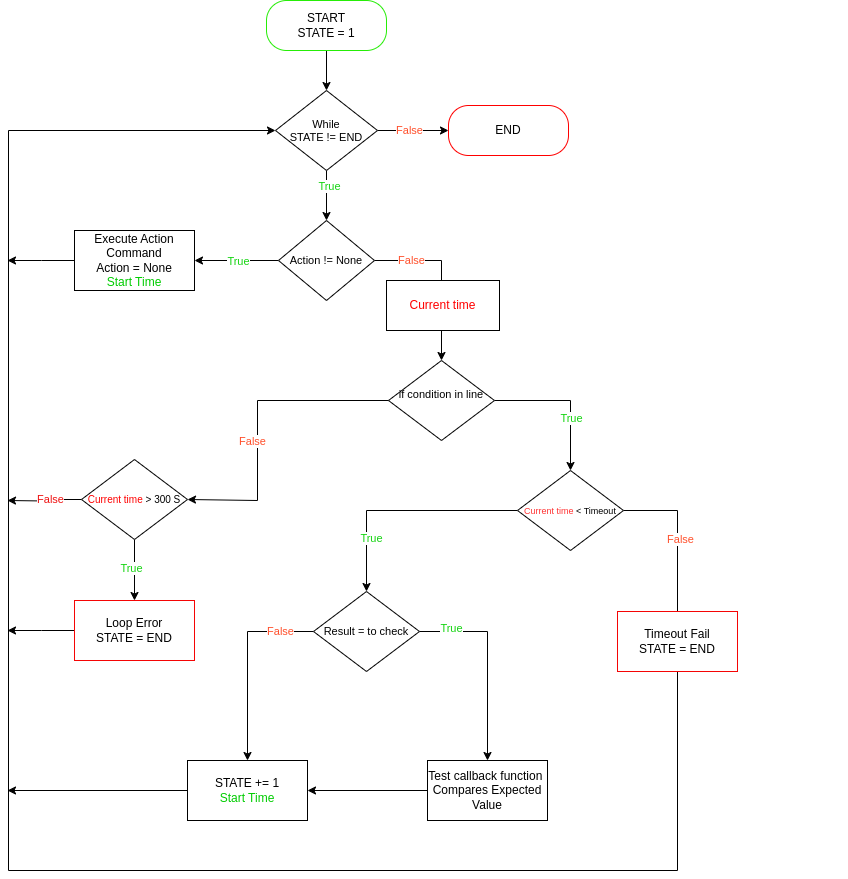 START
STATE = 1
While
STATE != END
False
END
True
Execute Action
Command
Action = None
Start Time
True
Action != None
False
Current time
If condition in line
False
True
False
Current time > 300 S
True
Current time < Timeout
False
True
Loop Error
STATE = END
False
Result = to check
True
Timeout Fail
STATE = END
STATE += 1
Start Time
Test callback function
Compares Expected
Value